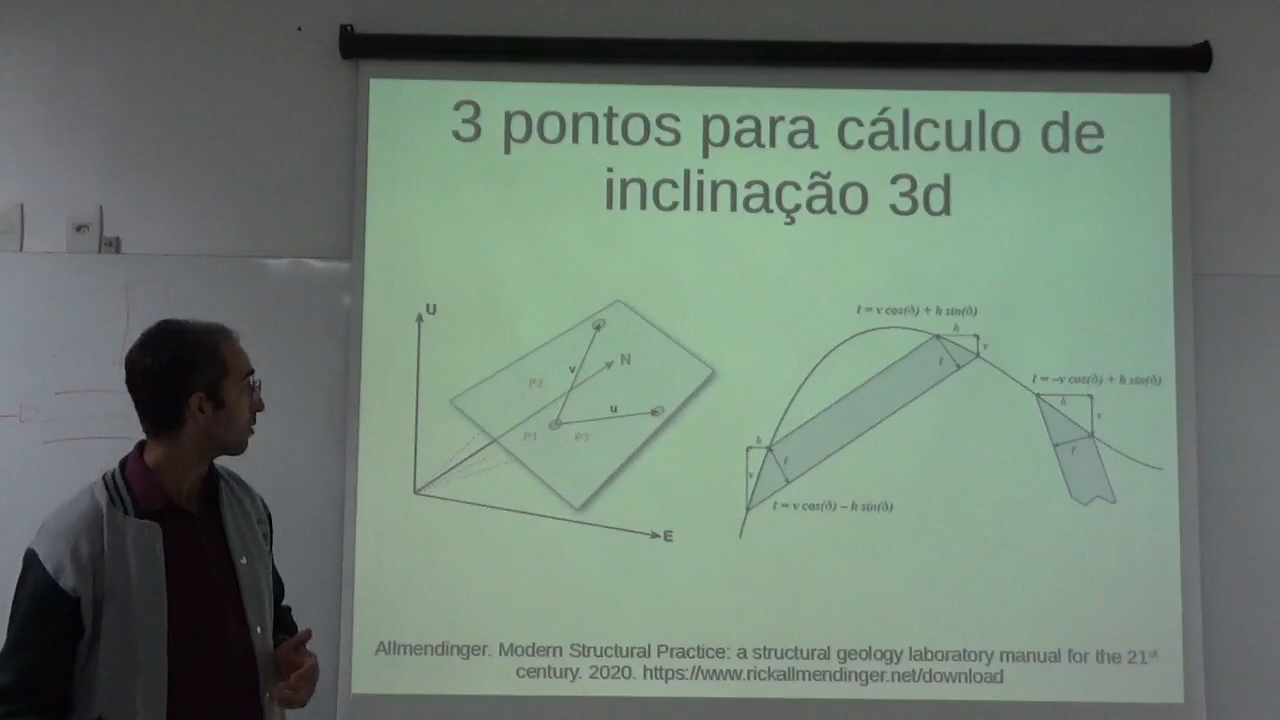 3 pontos para cálculo de
inclinação 3d
U
N
v
P2
u
P1
P3
E
t = v cos(δ) + h sin(δ)
h
v
t
t = –v cos(δ) + h sin(δ)
h
v
t
h
v
t
t = v cos(δ) – h sin(δ)
Allmendinger. Modern Structural Practice: a structural geology laboratory manual for the 21st
century. 2020. https://www.rickallmendinger.net/download